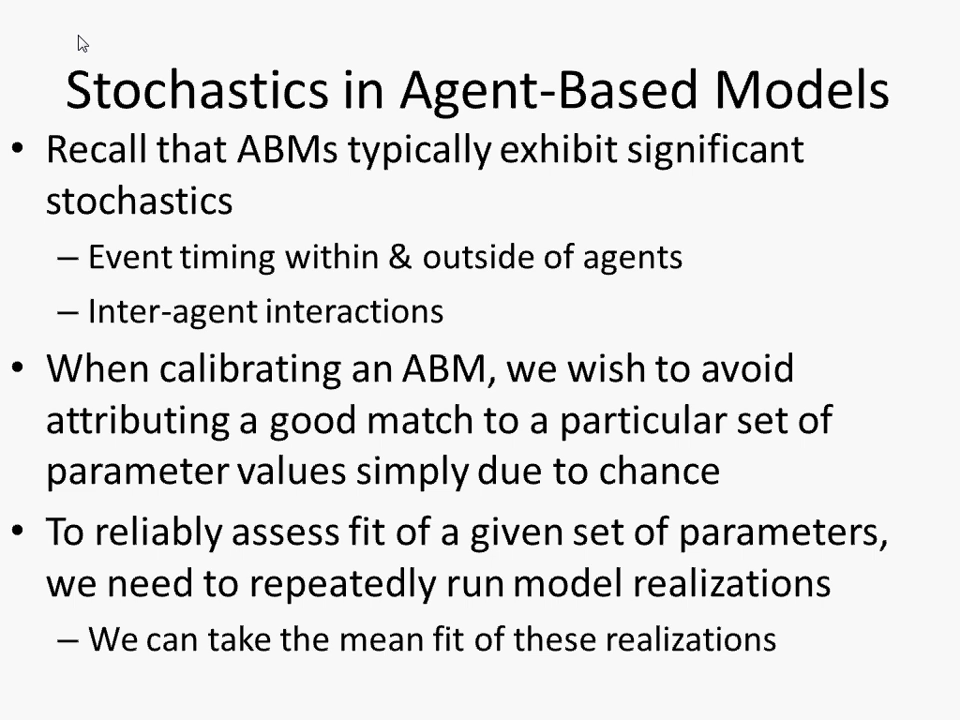 Stochastics in Agent-Based Models
• Recall that ABMs typically exhibit significant
stochastics
– Event timing within & outside of agents
– Inter-agent interactions
• When calibrating an ABM, we wish to avoid
attributing a good match to a particular set of
parameter values simply due to chance
• To reliably assess fit of a given set of parameters,
we need to repeatedly run model realizations
– We can take the mean fit of these realizations